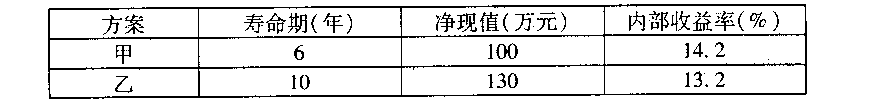 方案 寿命期(年) 净现值(万元) 内部收益率(%)
甲 6 100 14.2
乙 10 130 13.2